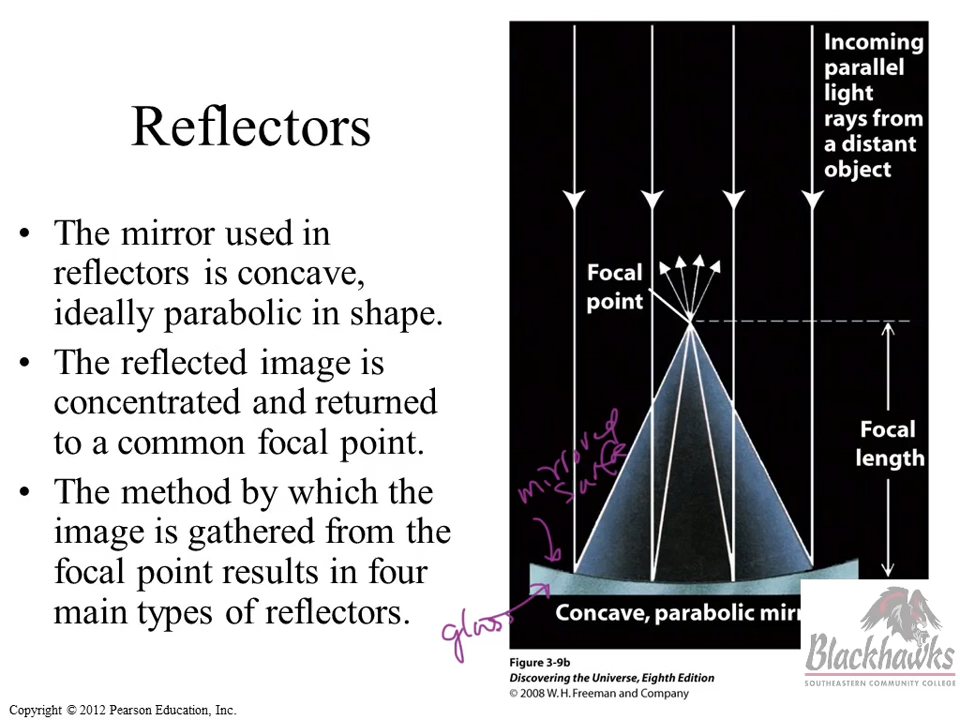 Reflectors
• The mirror used in
reflectors is concave,
ideally parabolic in shape.
• The reflected image is
concentrated and returned
to a common focal point.
• The method by which the
image is gathered from the
focal point results in four
main types of reflectors.
Incoming
parallel
light
rays from
a distant
object
Focal
point
Focal
length
mirrored
glass
Concave, parabolic
Figure 3-9b
Discovering the Universe, Eighth Edition
© 2008 W. H. Freeman and Company
Blackhawks
SOUTHEASTERN COMMUNITY COLLEGE
Copyright © 2012 Pearson Education, Inc.